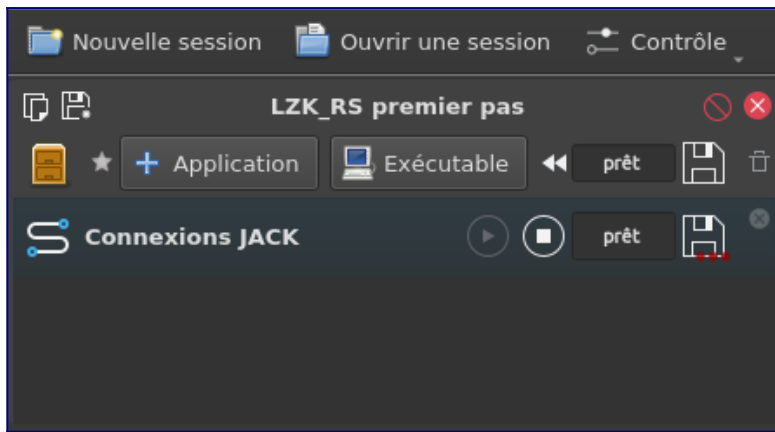 Nouvelle session Ouvrir une session Contrôle
LZK_RS premier pas
Application Exécutable prêt
Connexions JACK prêt